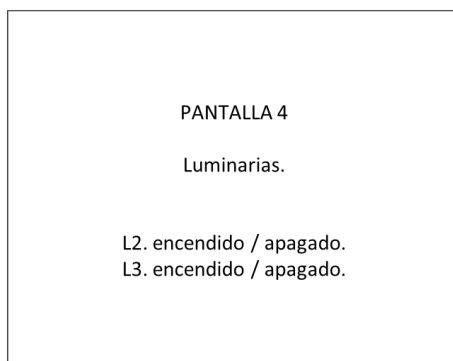 PANTALLA 4
Luminarias.
L2. encendido / apagado.
L3. encendido / apagado.